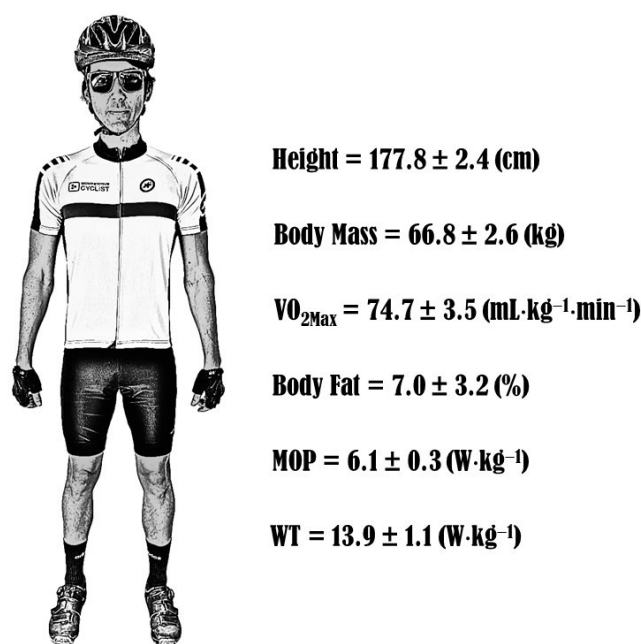 CYCLIST
Height = 177.8 ± 2.4 (cm)
Body Mass = 66.8 ± 2.6 (kg)
VO₂Max = 74.7 ± 3.5 (mL·kg⁻¹·min⁻¹)
Body Fat = 7.0 ± 3.2 (%)
MOP = 6.1 ± 0.3 (W·kg⁻¹)
WT = 13.9 ± 1.1 (W·kg⁻¹)